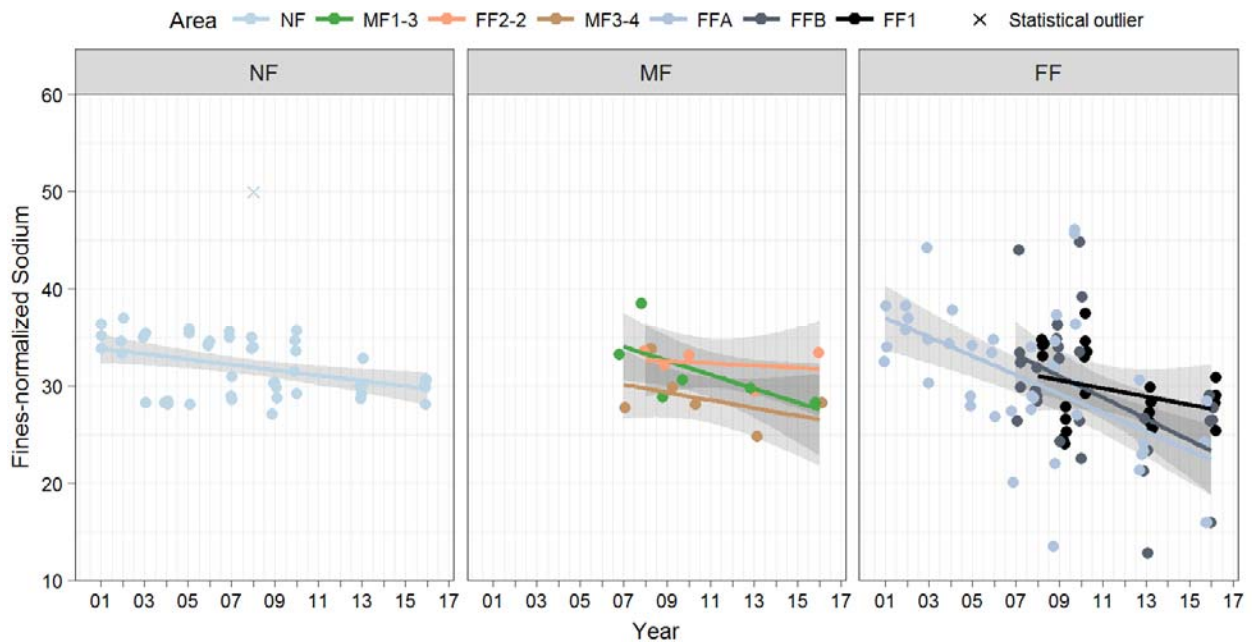 Area NF MF1-3 FF2-2 MF3-4 FFA FFB FF1 × Statistical outlier
NF MF FF
Fines-normalized Sodium
60
50
40
30
20
10
01 03 05 07 09 11 13 15 17 01 03 05 07 09 11 13 15 17 01 03 05 07 09 11 13 15 17
Year